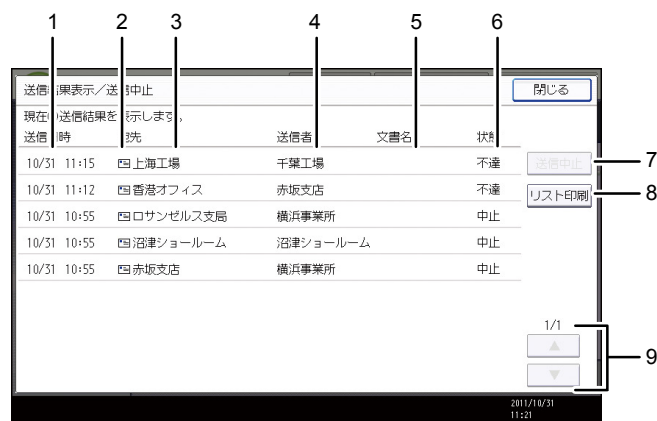 1 2 3 4 5 6
送信結果表示／送信中止 閉じる
現在の送信結果を表示します。
送信日時 宛先 送信者 文書名 状態
10/31 11:15 上海工場 千葉工場 不達 送信中止 7
10/31 11:12 香港オフィス 赤坂支店 不達 リスト印刷 8
10/31 10:55 ロサンゼルス支局 横浜事業所 中止
10/31 10:55 沼津ショールーム 沼津ショールーム 中止
10/31 10:55 赤坂支店 横浜事業所 中止
1/1
▲
9
▼
2011/10/31
11:21